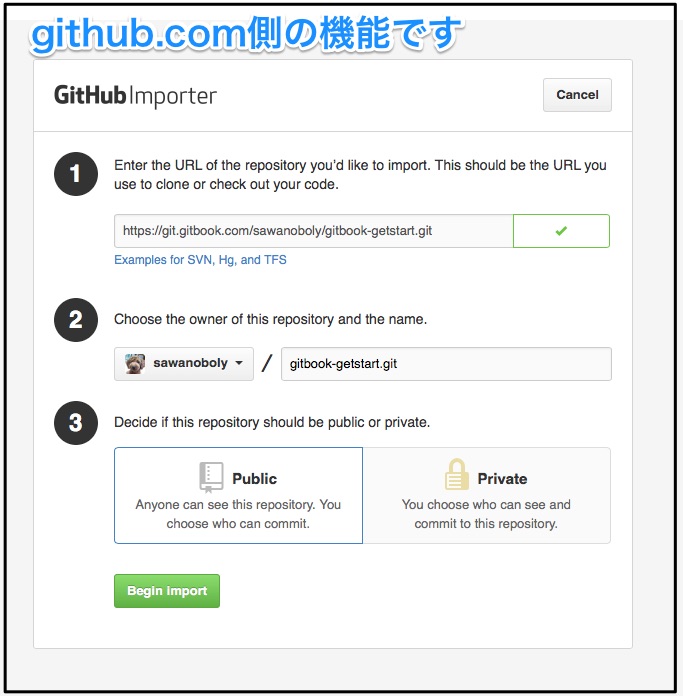 github.com側の機能です
GitHub Importer
Cancel
1
Enter the URL of the repository you'd like to import. This should be the URL you
use to clone or check out your code.
https://git.gitbook.com/sawanoboly/gitbook-getstart.git
Examples for SVN, Hg, and TFS
2
Choose the owner of this repository and the name.
sawanoboly / gitbook-getstart.git
3
Decide if this repository should be public or private.
Public
Anyone can see this repository. You
choose who can commit.
Private
You choose who can see and
commit to this repository.
Begin import